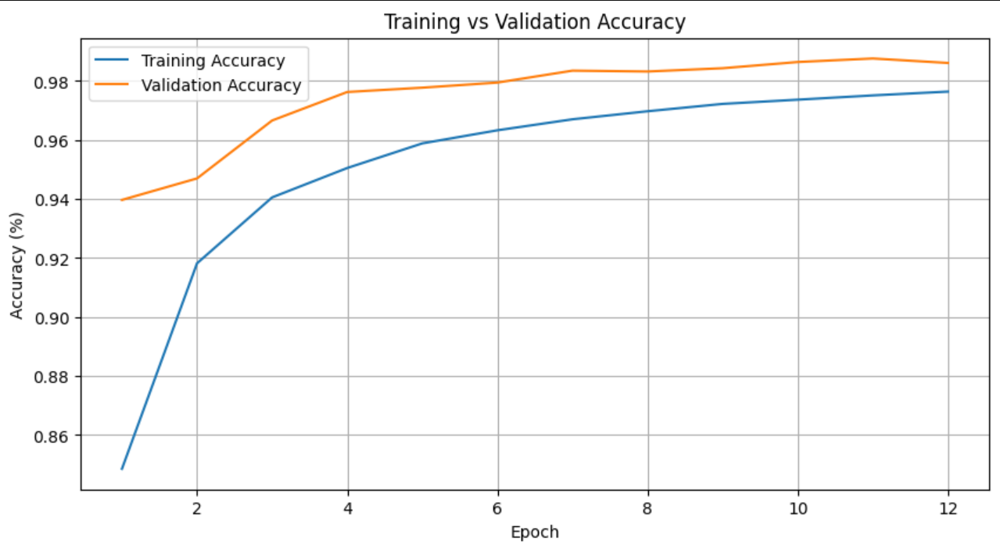 Training vs Validation Accuracy
Training Accuracy
Validation Accuracy
0.98
0.96
0.94
0.92
0.90
0.88
0.86
Accuracy (%)
2 4 6 8 10 12
Epoch